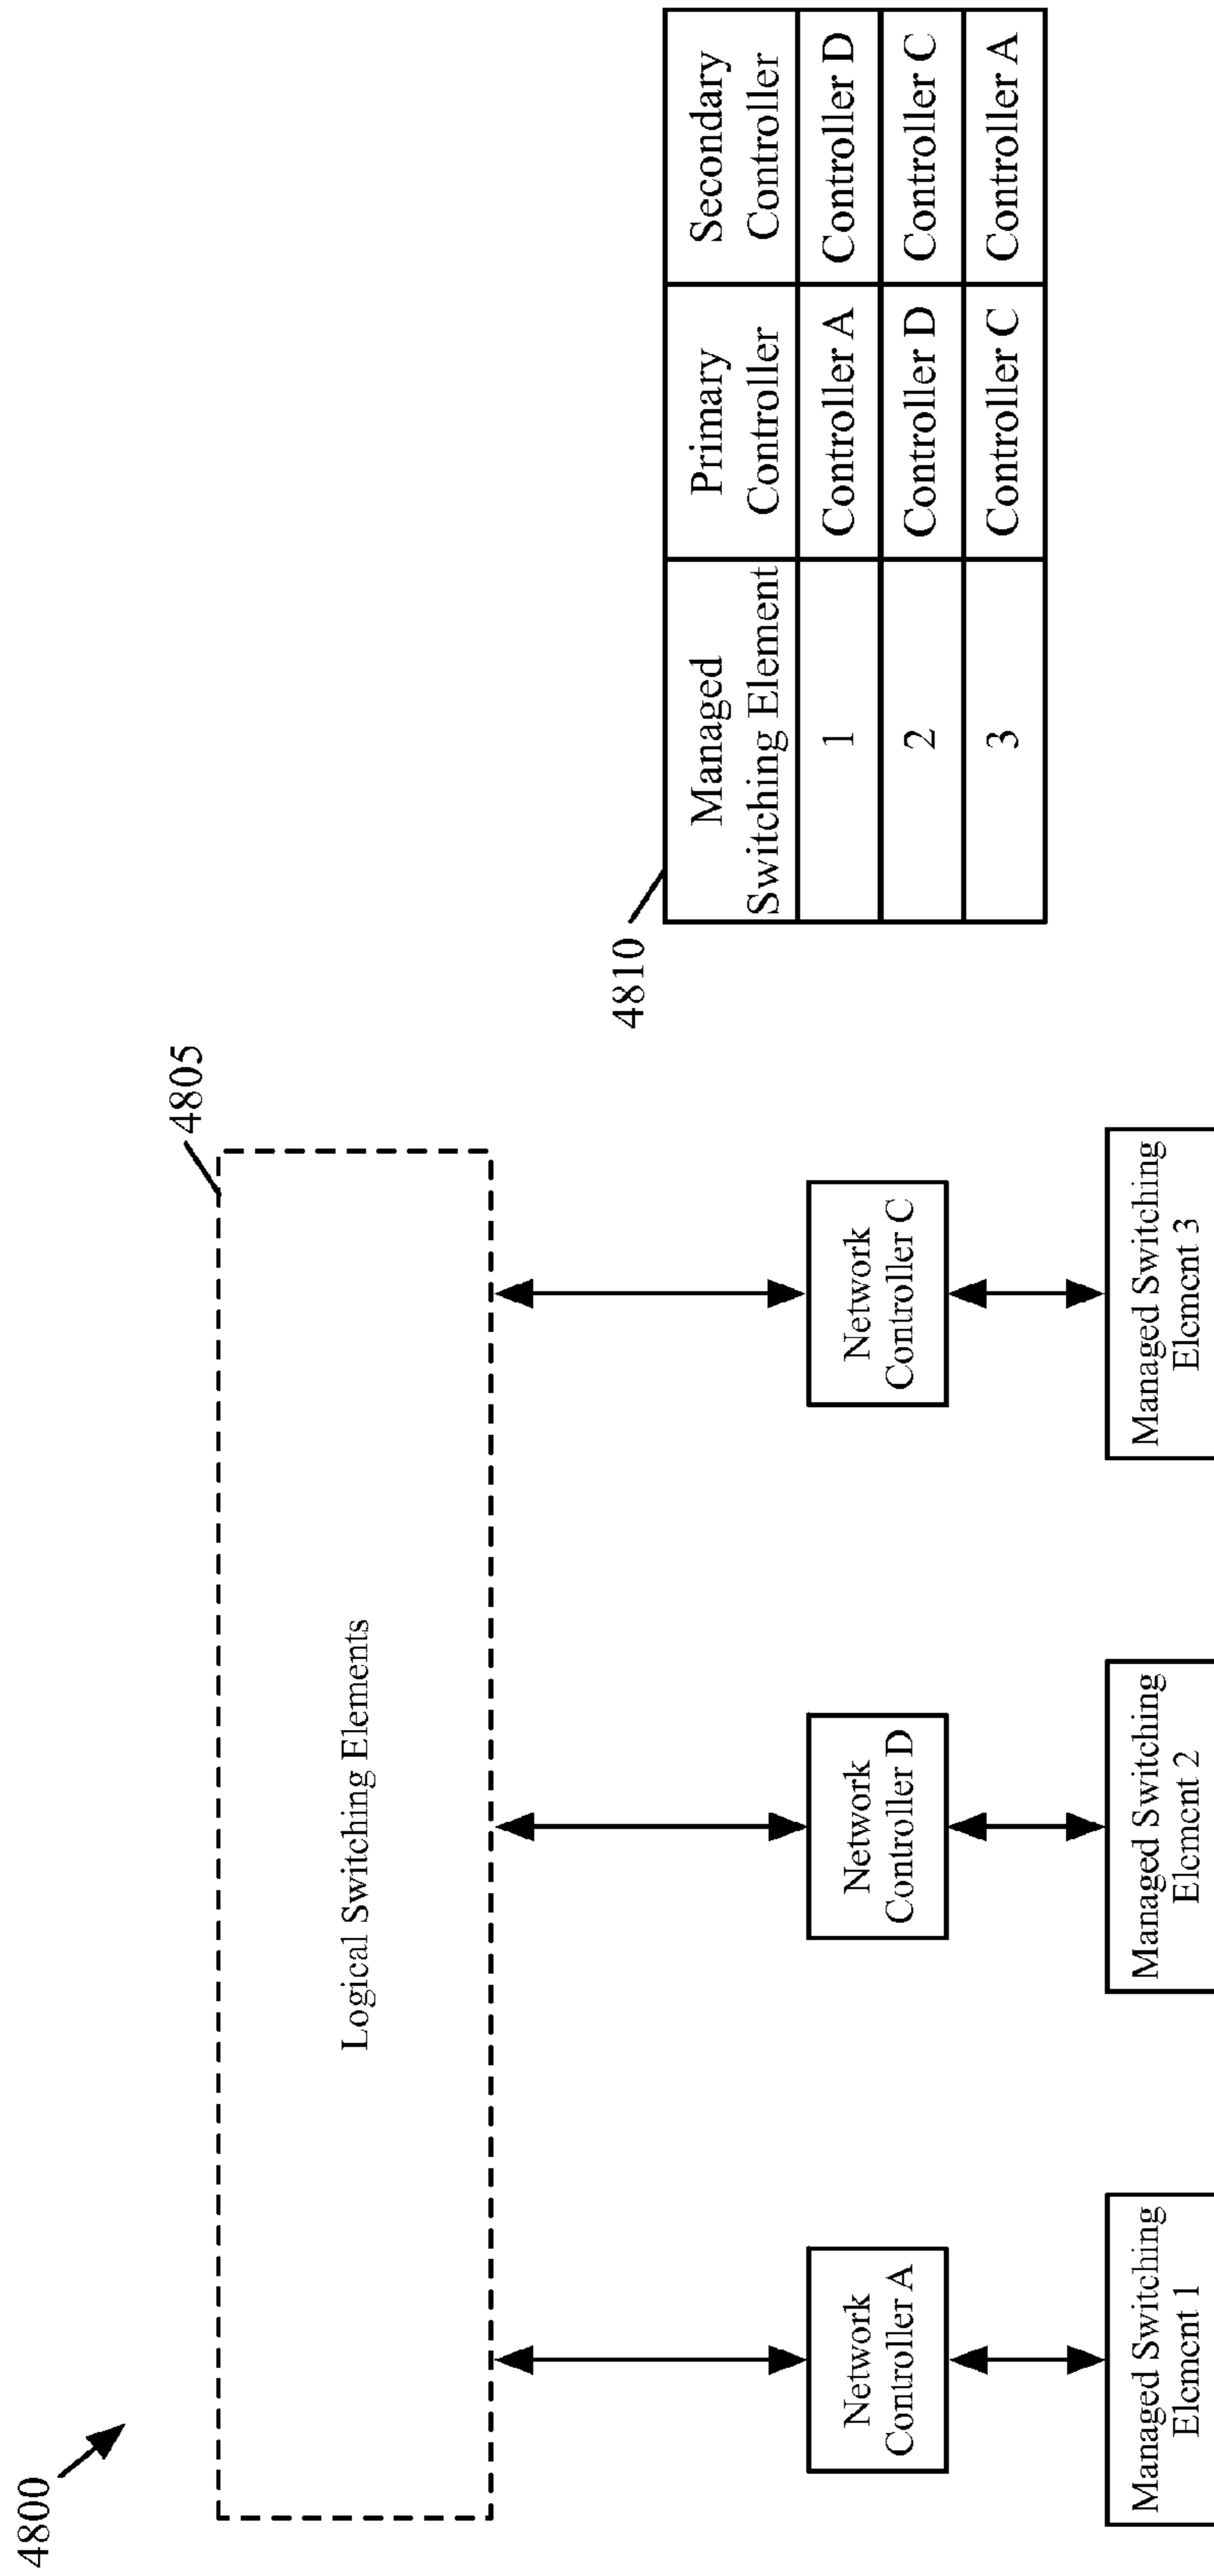 4800
4805
Logical Switching Elements
Network
Controller A
Network
Controller D
Network
Controller C
Managed Switching
Element 1
Managed Switching
Element 2
Managed Switching
Element 3
4810
Managed
Switching Element
Primary
Controller
Secondary
Controller
1
Controller A
Controller D
2
Controller D
Controller C
3
Controller C
Controller A